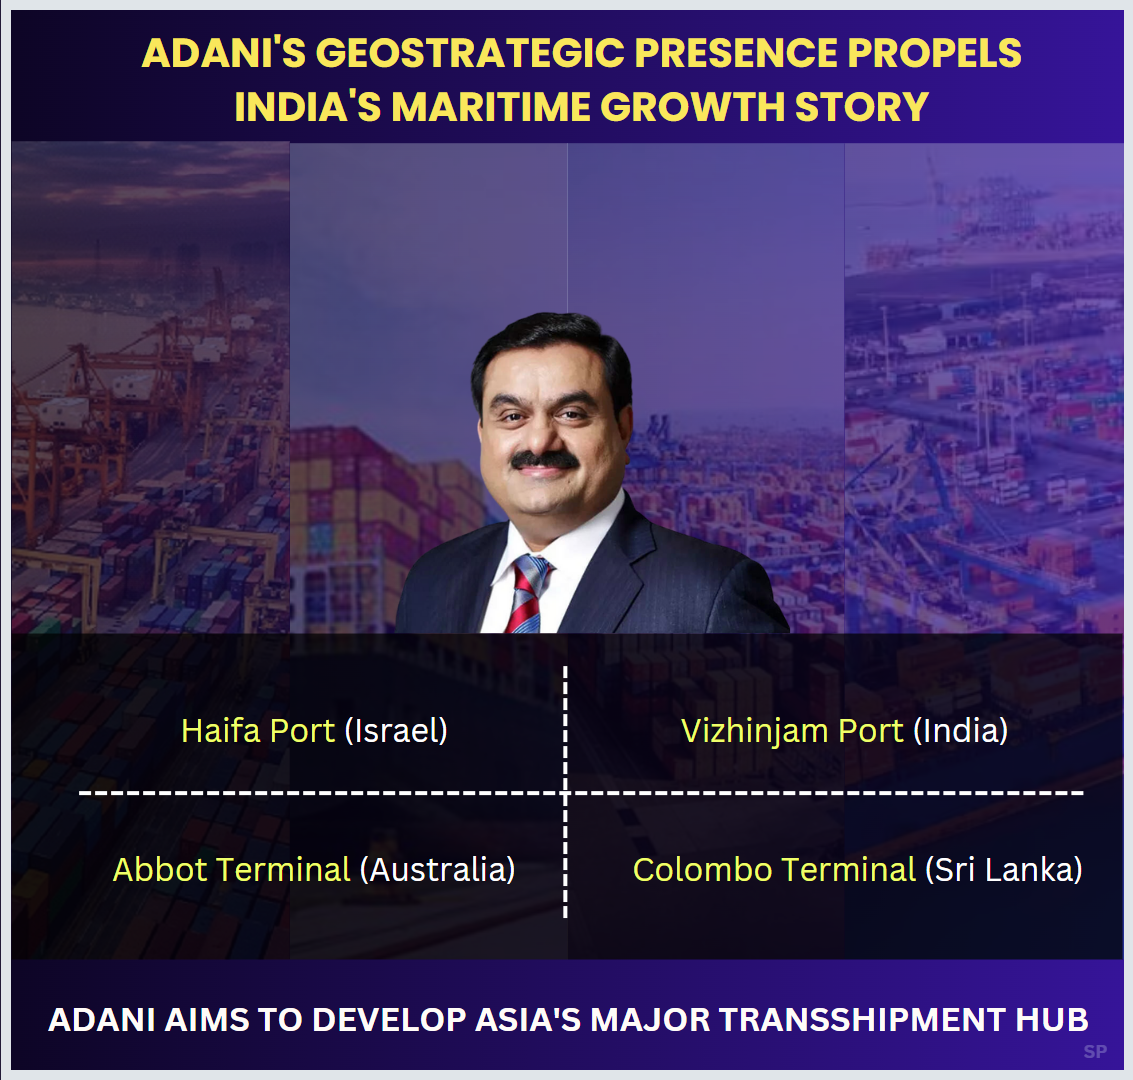 ADANI'S GEOSTRATEGIC PRESENCE PROPELS
INDIA'S MARITIME GROWTH STORY
Haifa Port (Israel)
Vizhinjam Port (India)
Abbot Terminal (Australia)
Colombo Terminal (Sri Lanka)
ADANI AIMS TO DEVELOP ASIA'S MAJOR TRANSSHIPMENT HUB
SP